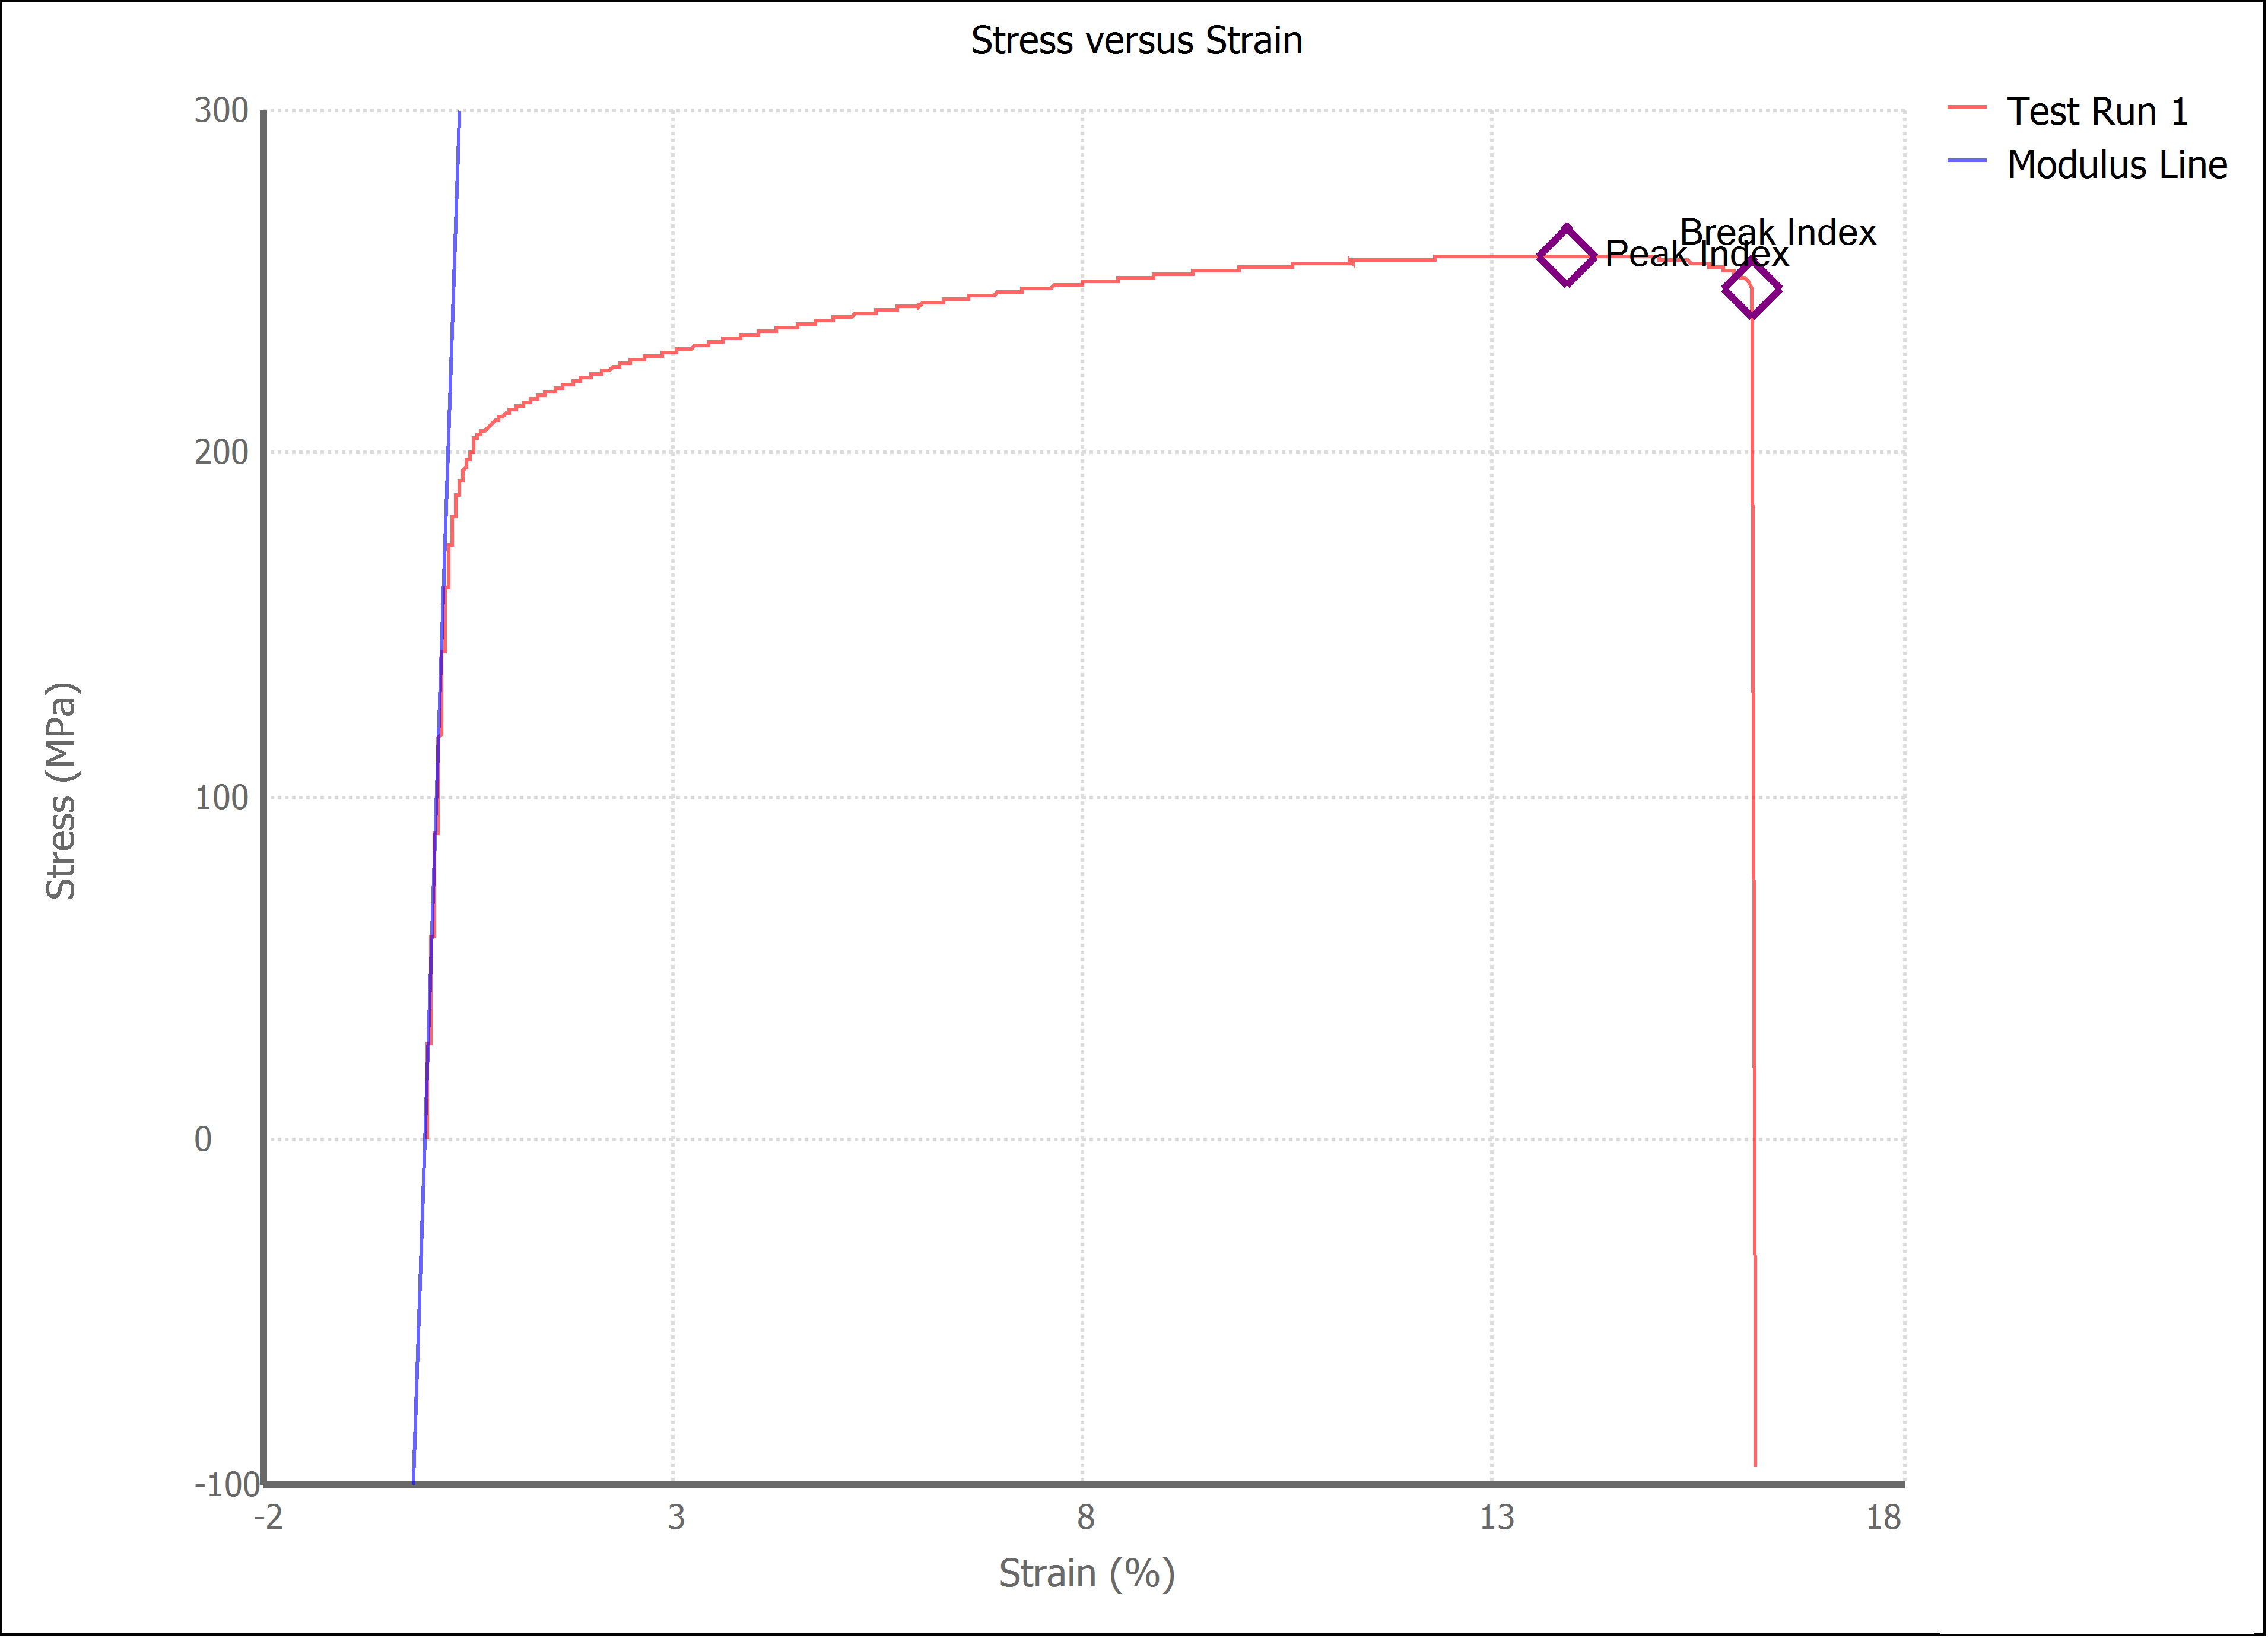 Stress versus Strain
Test Run 1
Modulus Line
Break Index
Peak Index
300
200
100
0
-100
Stress (MPa)
-2 3 8 13 18
Strain (%)